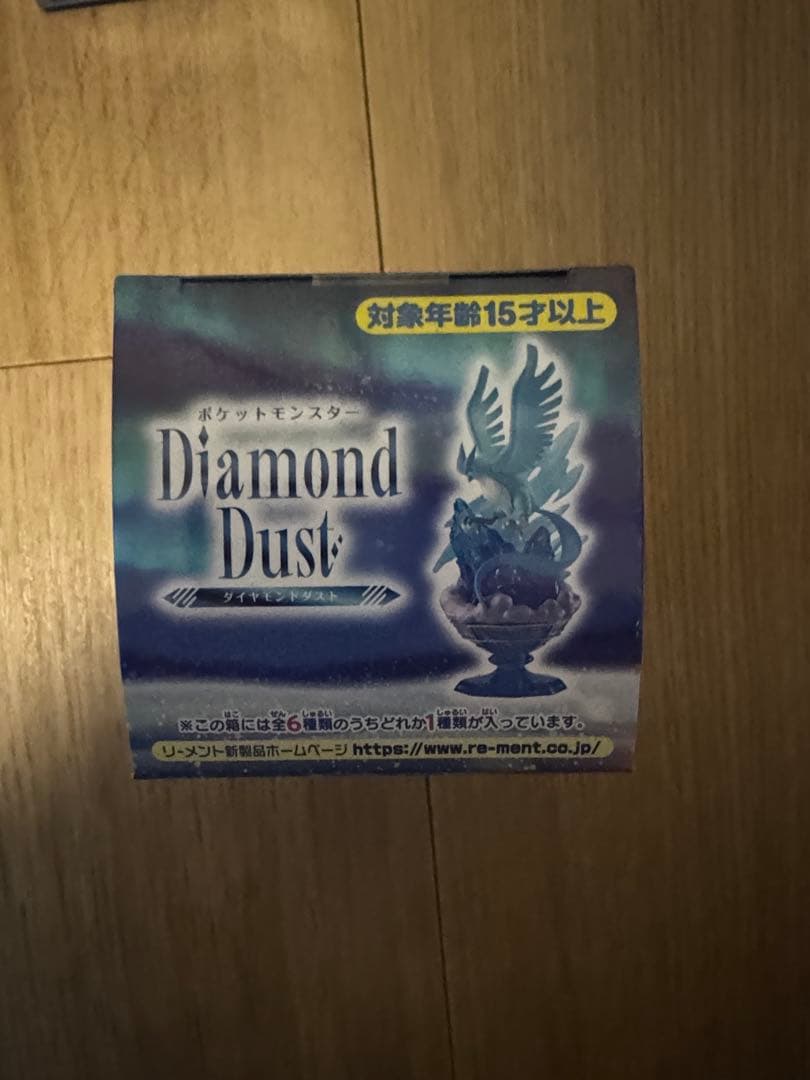 対象年齢15才以上
ポケットモンスター
Diamond
Dust
ダイヤモンドダスト
※この箱には全6種類のうちどれか1種類が入っています。
リーメント新製品ホームページ https://www.re-ment.co.jp/